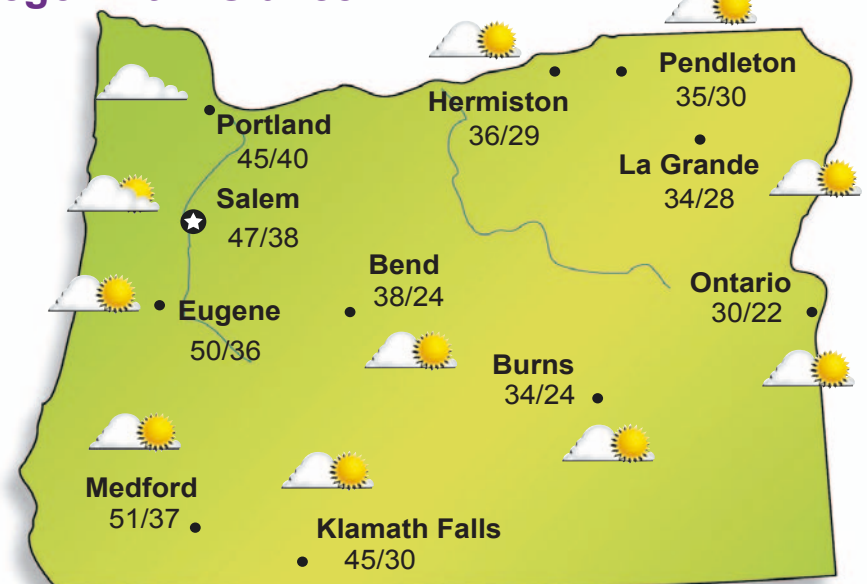 Pendleton
35/30
Hermiston
36/29
Portland
45/40
La Grande
34/28
Salem
47/38
Bend
38/24
Ontario
30/22
Eugene
50/36
Burns
34/24
Medford
51/37
Klamath Falls
45/30